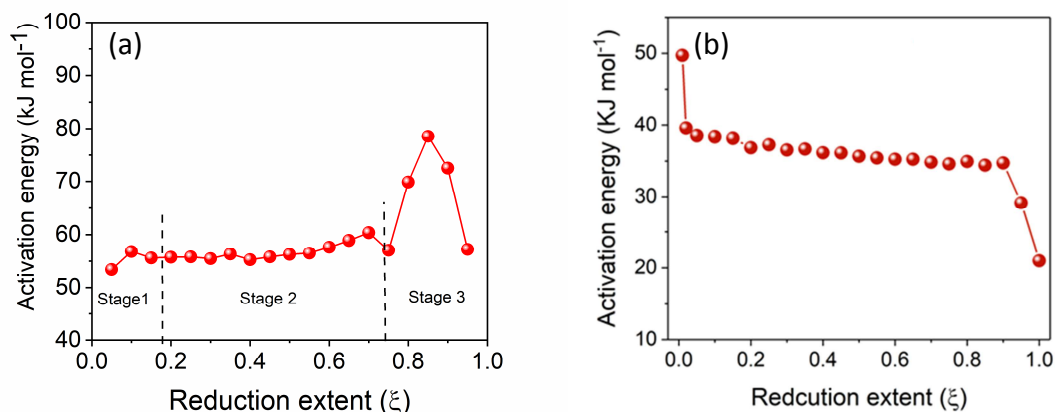 (a)
Activation energy (kJ mol⁻¹)
100
90
80
70
60
50
40
Stage1
Stage 2
Stage 3
0.0 0.2 0.4 0.6 0.8 1.0
Reduction extent (ξ)
(b)
Activation energy (KJ mol⁻¹)
50
40
30
20
10
0.0 0.2 0.4 0.6 0.8 1.0
Redcution extent (ξ)